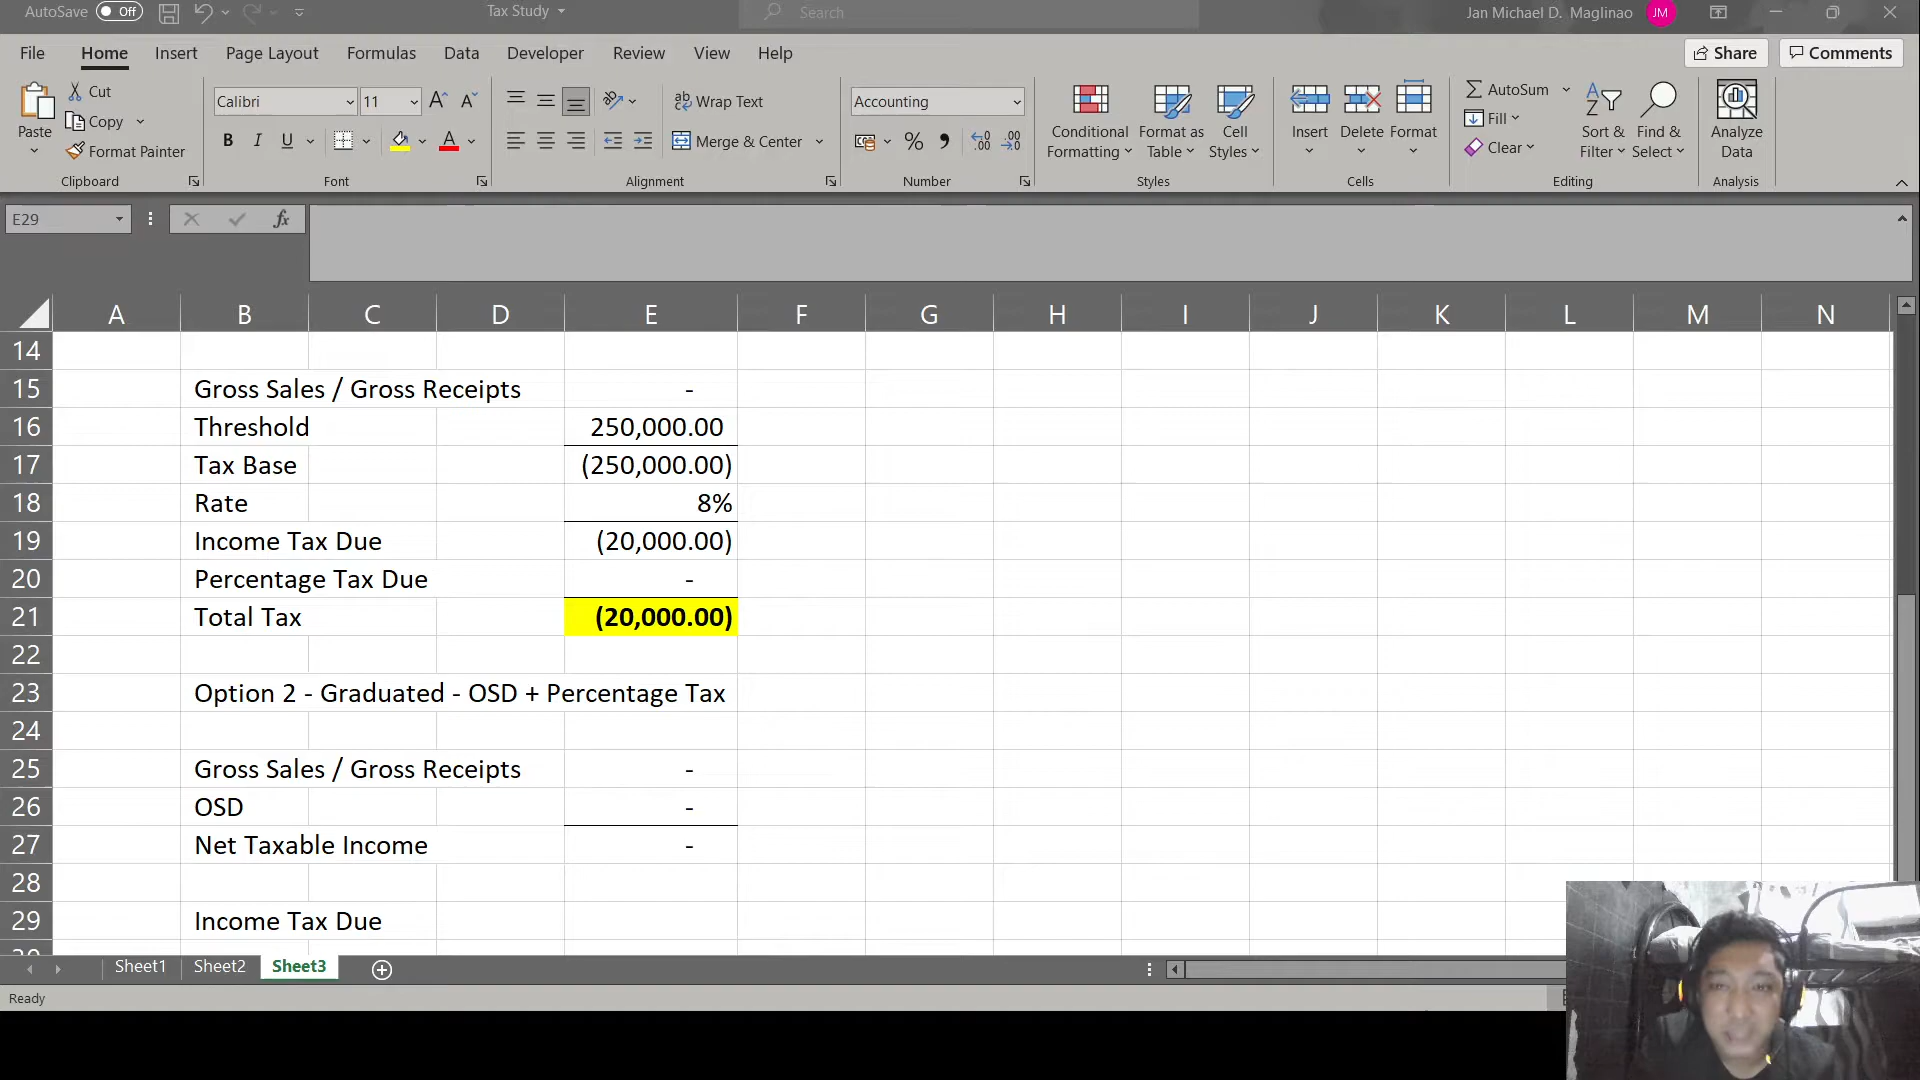 AutoSave Off Tax Study Search Jan Michael D. Maglinao JM
File Home Insert Page Layout Formulas Data Developer Review View Help Share Comments
Paste Cut Copy Format Painter Clipboard
Calibri 11 B I U A A A Font
ab Wrap Text Merge & Center Alignment
Accounting % , .00 .00 Number
Conditional Formatting Format as Table Cell Styles Styles
Insert Delete Format Cells
AutoSum Fill Clear Sort & Filter Find & Select Editing
Analyze Data Analysis
E29 fx
A B C D E F G H I J K L M N
14
15 Gross Sales / Gross Receipts -
16 Threshold 250,000.00
17 Tax Base (250,000.00)
18 Rate 8%
19 Income Tax Due (20,000.00)
20 Percentage Tax Due -
21 Total Tax (20,000.00)
22
23 Option 2 - Graduated - OSD + Percentage Tax
24
25 Gross Sales / Gross Receipts -
26 OSD -
27 Net Taxable Income -
28
29 Income Tax Due
Sheet1 Sheet2 Sheet3
Ready